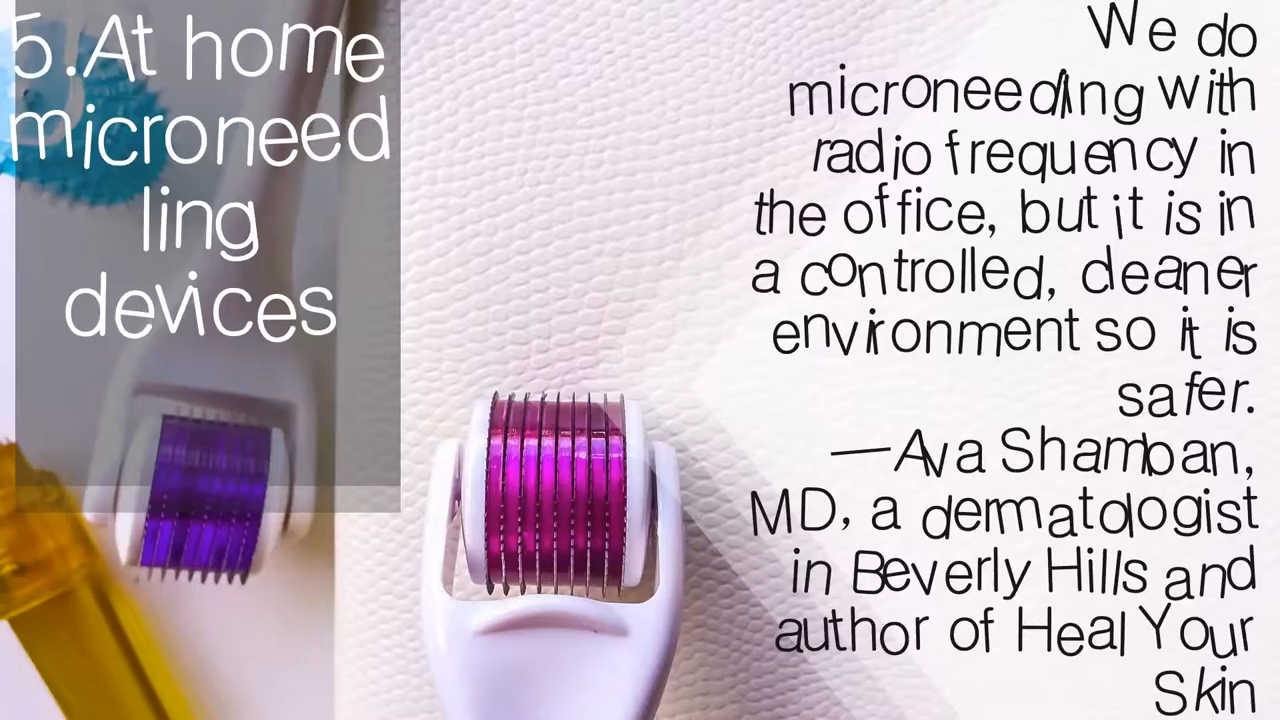 5.At home
microneed
ling
devices
We do
microneedling with
radio frequency in
the office, but it is in
a controlled, cleaner
environment so it is
safer.
—Ava Shamban,
MD, a dermatologist
in Beverly Hills and
author of Heal Your
Skin